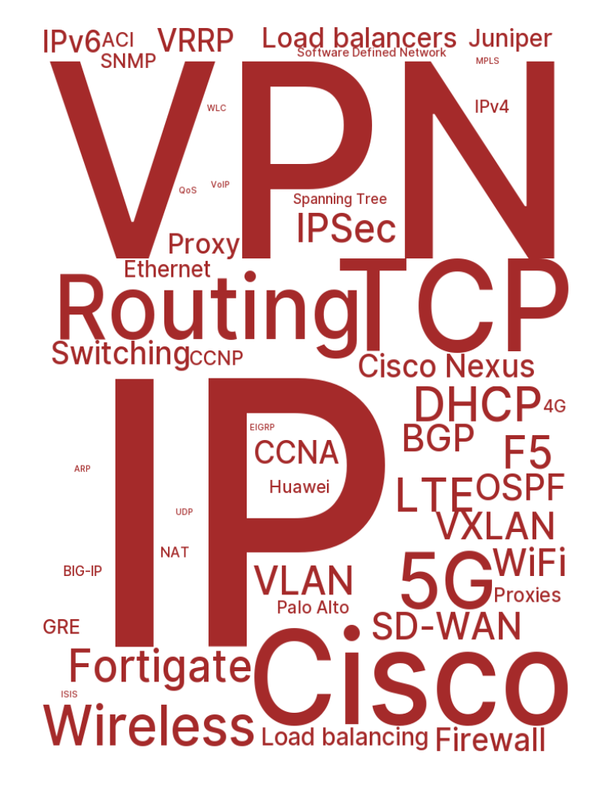 IPv6
ACI
VRRP
Load balancers
Juniper
SNMP
Software Defined Network
MPLS
VPN
WLC
IPv4
QoS
VoIP
Spanning Tree
IPSec
Proxy
Ethernet
Routing
TCP
Switching
CCNP
Cisco Nexus
IP
DHCP
4G
EIGRP
BGP
CCNA
F5
ARP
Huawei
LTE
OSPF
UDP
VXLAN
NAT
WiFi
BIG-IP
VLAN
5G
Proxies
Palo Alto
GRE
SD-WAN
Fortigate
Cisco
ISIS
Wireless
Load balancing
Firewall